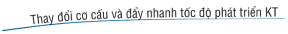 Thay đổi cơ cấu và đẩy nhanh tốc độ phát triển KT